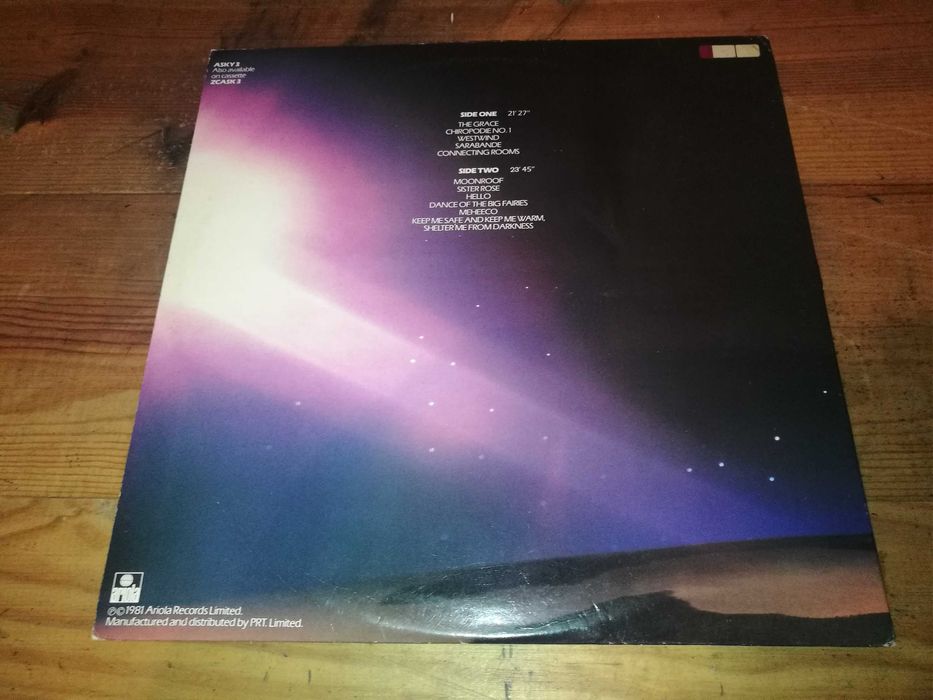 ASKY 3
Also available
on cassette
ZCASK 3
SIDE ONE 21' 27"
THE GRACE
CHIROPODIE NO. 1
WESTWIND
SARABANDE
CONNECTING ROOMS
SIDE TWO 23' 45"
MOONROOF
SISTER ROSE
HELLO
DANCE OF THE BIG FAIRIES
MEHEECO
KEEP ME SAFE AND KEEP ME WARM,
SHELTER ME FROM DARKNESS
ariola
℗©1981 Ariola Records Limited.
Manufactured and distributed by PRT. Limited.